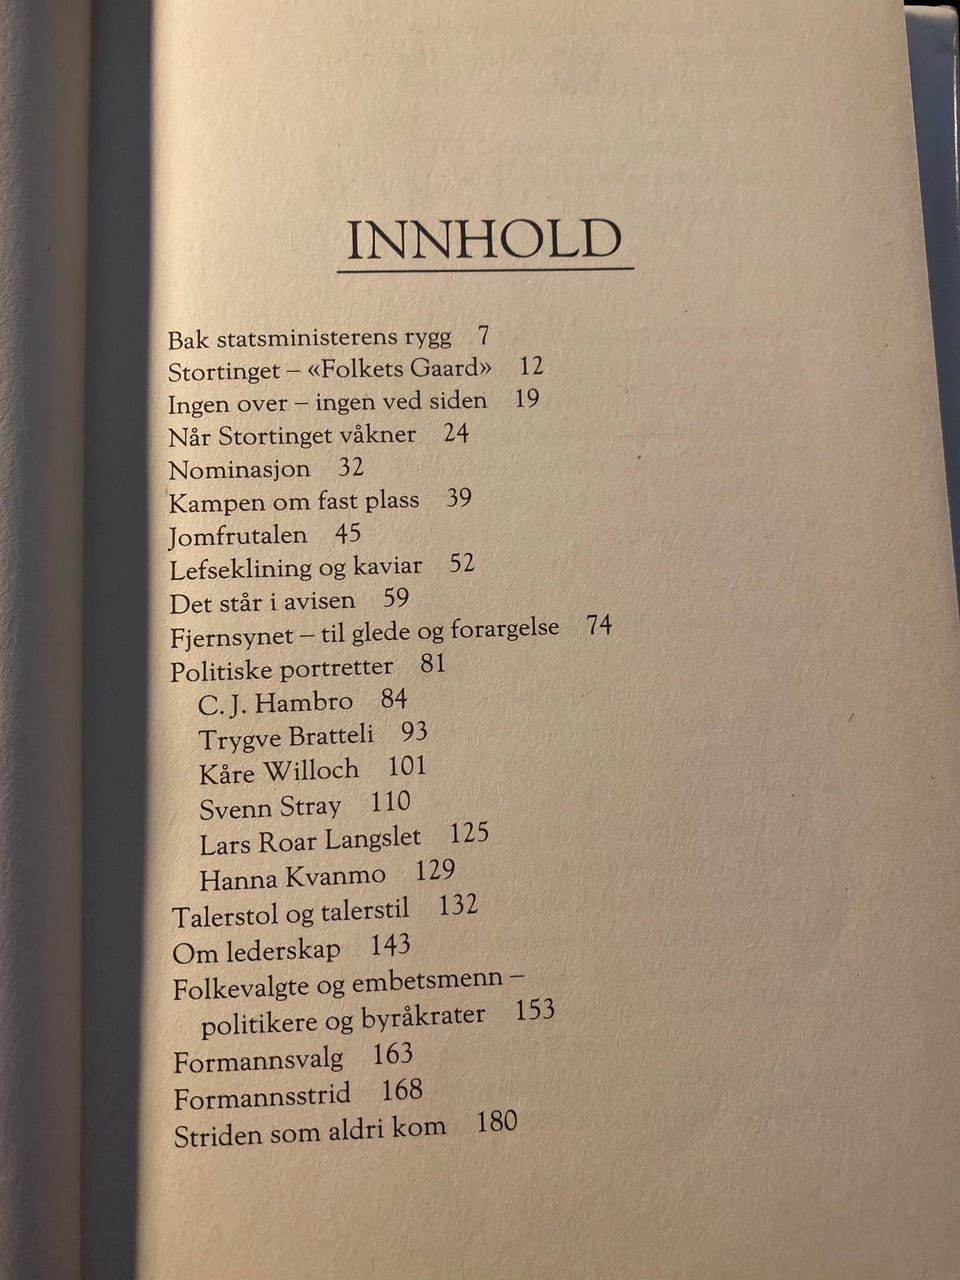 INNHOLD
Bak statsministerens rygg 7
Stortinget – «Folkets Gaard» 12
Ingen over – ingen ved siden 19
Når Stortinget våkner 24
Nominasjon 32
Kampen om fast plass 39
Jomfrutalen 45
Lefseklining og kaviar 52
Det står i avisen 59
Fjernsynet – til glede og forargelse 74
Politiske portretter 81
C. J. Hambro 84
Trygve Bratteli 93
Kåre Willoch 101
Svenn Stray 110
Lars Roar Langslet 125
Hanna Kvanmo 129
Talerstol og talerstil 132
Om lederskap 143
Folkevalgte og embetsmenn –
politikere og byråkrater 153
Formannsvalg 163
Formannsstrid 168
Striden som aldri kom 180